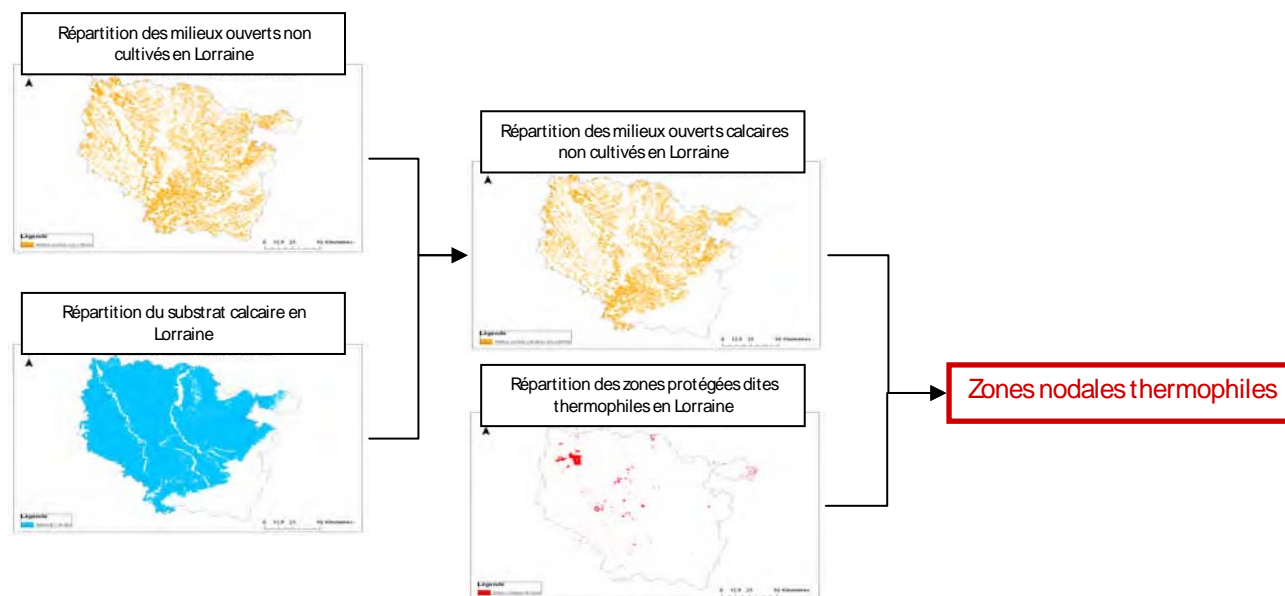 Répartition des milieux ouverts non
cultivés en Lorraine
Légende
Répartition du substrat calcaire en
Lorraine
Légende
Répartition des milieux ouverts calcaires
non cultivés en Lorraine
Légende
Répartition des zones protégées dites
thermophiles en Lorraine
Légende
Zones nodales thermophiles